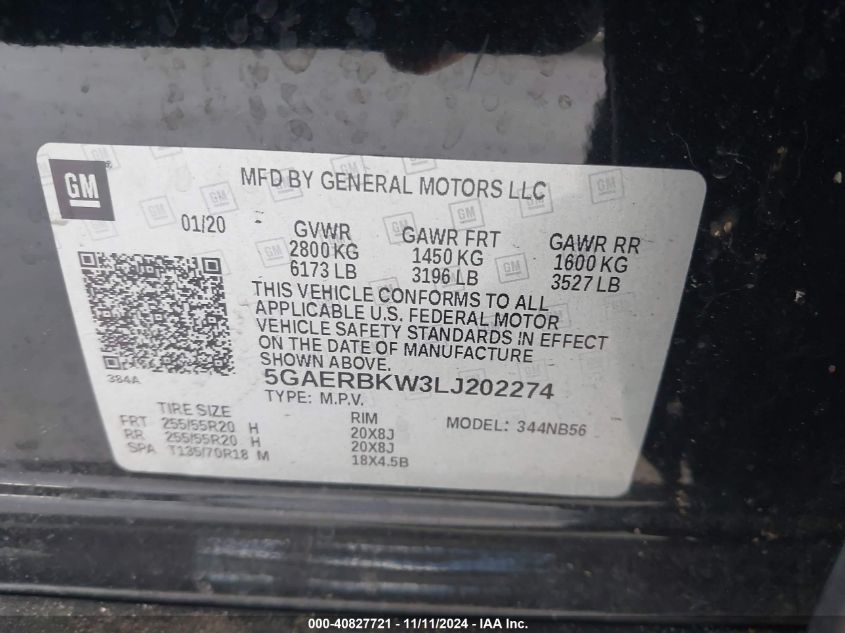 GM
MFD BY GENERAL MOTORS LLC
01/20
GVWR
2800 KG
6173 LB
GAWR FRT
1450 KG
3196 LB
GAWR RR
1600 KG
3527 LB
THIS VEHICLE CONFORMS TO ALL
APPLICABLE U.S. FEDERAL MOTOR
VEHICLE SAFETY STANDARDS IN EFFECT
ON THE DATE OF MANUFACTURE
SHOWN ABOVE.
384A
5GAERBKW3LJ202274
TYPE: M.P.V.
MODEL: 344NB56
TIRE SIZE RIM
FRT 255/55R20 H 20X8J
RR 255/55R20 H 20X8J
SPA T135/70R18 M 18X4.5B
000-40827721 - 11/11/2024 - IAA Inc.